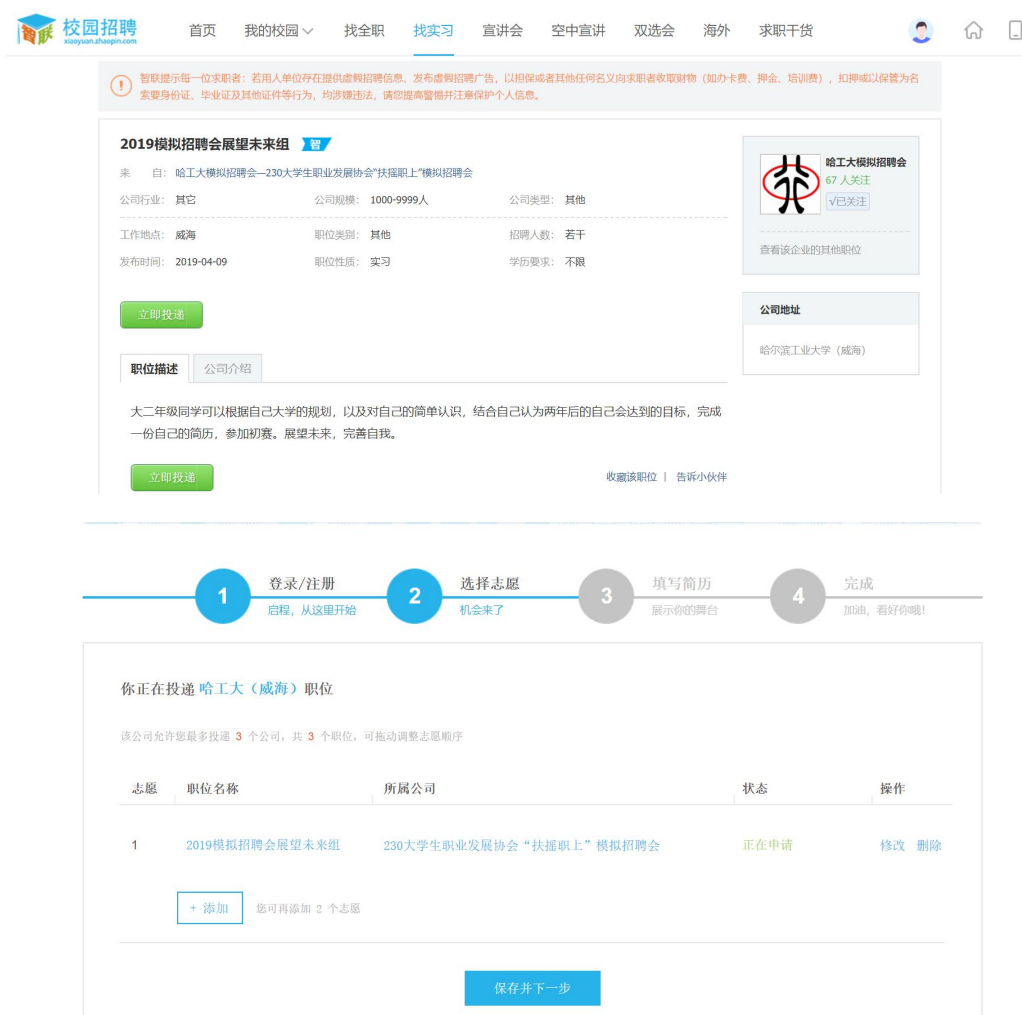 智联 校园招聘
xiaoyuan.zhaopin.com
首页 我的校园 找全职 找实习 宣讲会 空中宣讲 双选会 海外 求职干货
智联提示每一位求职者：若用人单位存在提供虚假招聘信息、发布虚假招聘广告，以担保或者其他任何名义向求职者收取财物（如办卡费、押金、培训费），扣押或以保管为名
索要身份证、毕业证及其他证件等行为，均涉嫌违法，请您提高警惕并注意保护个人信息。
2019模拟招聘会展望未来组 智
来 自： 哈工大模拟招聘会—230大学生职业发展协会“扶摇职上”模拟招聘会
公司行业： 其它 公司规模： 1000-9999人 公司类型： 其他
工作地点： 威海 职位类别： 其他 招聘人数： 若干
发布时间： 2019-04-09 职位性质： 实习 学历要求： 不限
立即投递
哈工大模拟招聘会
67 人关注
√已关注
查看该企业的其他职位
公司地址
哈尔滨工业大学（威海）
职位描述 公司介绍
大二年级同学可以根据自己大学的规划，以及对自己的简单认识，结合自己认为两年后的自己会达到的目标，完成
一份自己的简历，参加初赛。展望未来，完善自我。
立即投递 收藏该职位 | 告诉小伙伴
1 登录/注册 2 选择志愿 3 填写简历 4 完成
启程，从这里开始 机会来了 展示你的舞台 加油，看好你哦！
你正在投递 哈工大（威海）职位
该公司允许您最多投递 3 个公司，共 3 个职位，可拖动调整志愿顺序
志愿 职位名称 所属公司 状态 操作
1 2019模拟招聘会展望未来组 230大学生职业发展协会“扶摇职上”模拟招聘会 正在申请 修改 删除
+ 添加 您可再添加 2 个志愿
保存并下一步